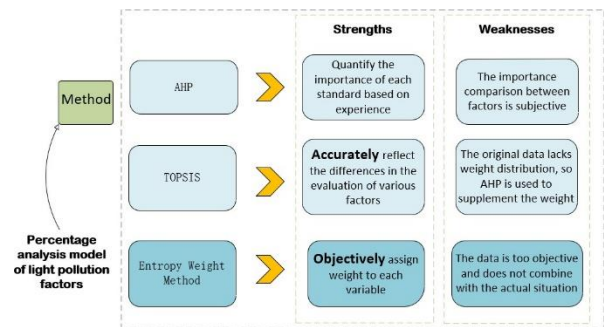 Strengths
Weaknesses
Method
AHP
Quantify the
importance of each
standard based on
experience
The importance
comparison between
factors is subjective
TOPSIS
Accurately reflect
the differences in the
evaluation of various
factors
The original data lacks
weight distribution, so
AHP is used to
supplement the weight
Percentage
analysis model
of light pollution
factors
Entropy Weight
Method
Objectively assign
weight to each
variable
The data is too objective
and does not combine
with the actual situation